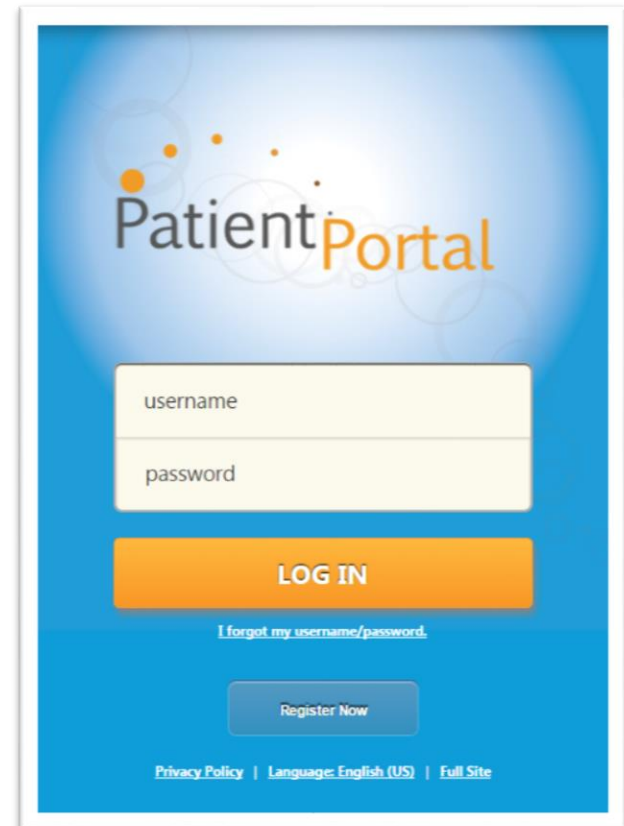 Patient Portal
username
password
LOG IN
I forgot my username/password.
Register Now
Privacy Policy | Language: English (US) | Full Site